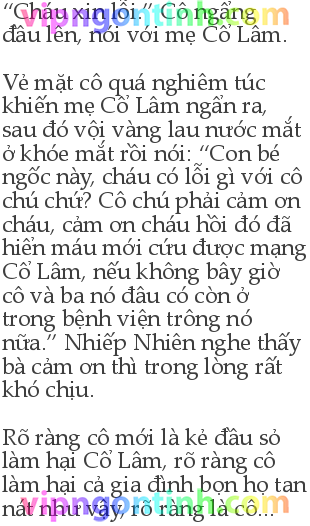 “Cháu xin lỗi.” Cô ngẩng
đầu lên, nói với mẹ Cổ Lâm.
Vẻ mặt cô quá nghiêm túc
khiến mẹ Cổ Lâm ngẩn ra,
sau đó vội vàng lau nước mắt
ở khóe mắt rồi nói: “Con bé
ngốc này, cháu có lỗi gì với cô
chú chứ? Cô chú phải cảm ơn
cháu, cảm ơn cháu hồi đó đã
hiển máu mới cứu được mạng
Cổ Lâm, nếu không bây giờ
cô và ba nó đâu có còn ở
trong bệnh viện trông nó
nữa.” Nhiếp Nhiên nghe thấy
bà cảm ơn thì trong lòng rất
khó chịu.
Rõ ràng cô mới là kẻ đầu sỏ
làm hại Cổ Lâm, rõ ràng cô
làm hại cả gia đình bọn họ tan
nát như vậy, rõ ràng là cô...
vipngontinh.com
vipngontinh.com